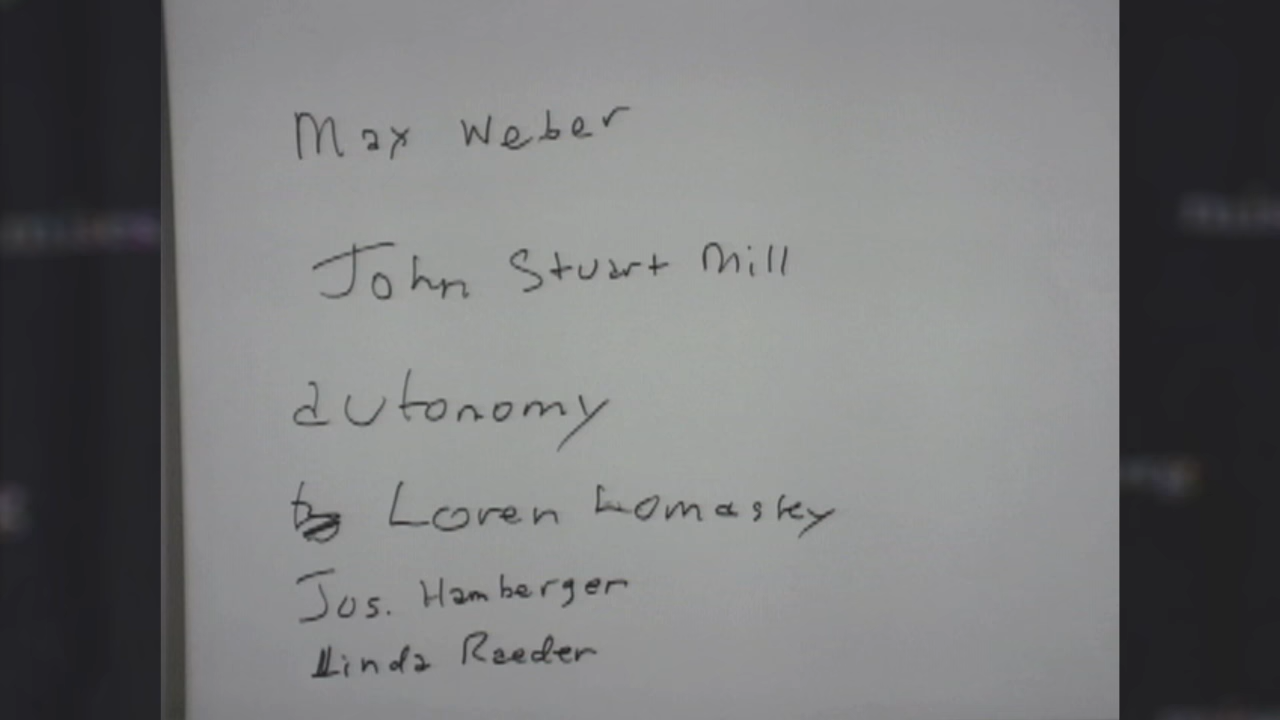 Max Weber
John Stuart Mill
autonomy
Loren Lomasky
Jos. Hamberger
Linda Raeder